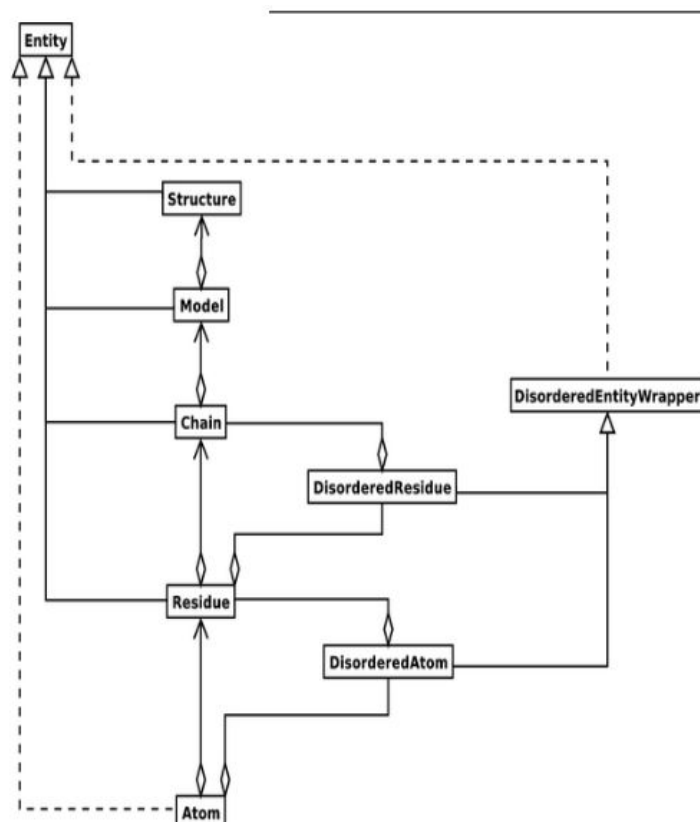 Entity
Structure
Model
DisorderedEntityWrapper
Chain
DisorderedResidue
Residue
DisorderedAtom
Atom